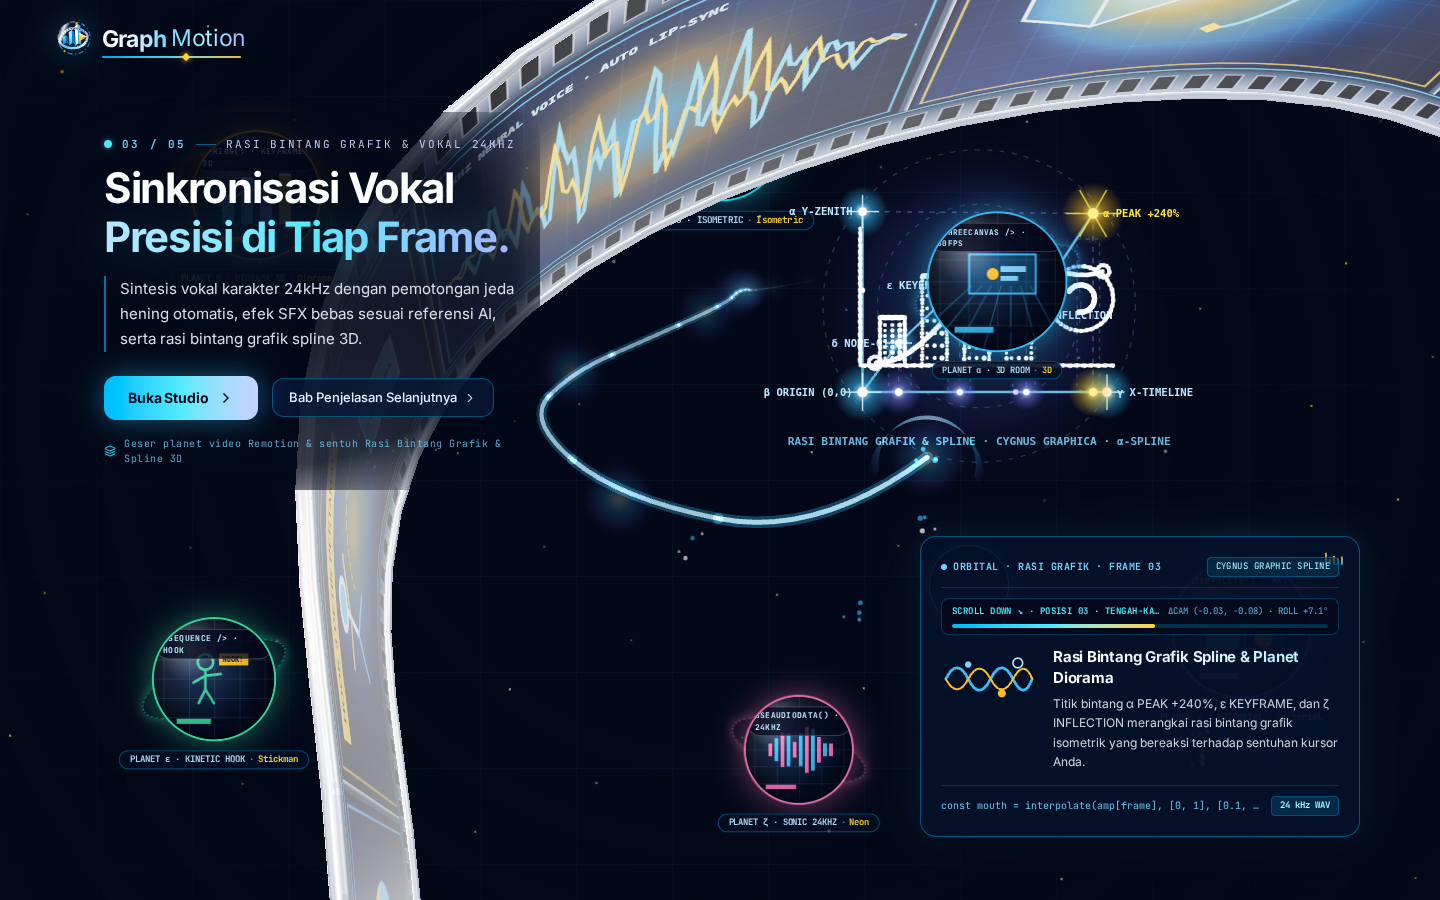 Graph Motion
AUTO LIP-SYNC
VOICE
03 / 05 — RASI BINTANG GRAFIK & VOKAL 24KHZ
Sinkronisasi Vokal
Presisi di Tiap Frame.
Sintesis vokal karakter 24kHz dengan pemotongan jeda
hening otomatis, efek SFX bebas sesuai referensi AI,
serta rasi bintang grafik spline 3D.
Buka Studio
Bab Penjelasan Selanjutnya
Geser planet video Remotion & sentuh Rasi Bintang Grafik &
Spline 3D
· ISOMETRIC · Isometric
α Y-ZENITH
α PEAK +240%
β ORIGIN (0,0)
γ X-TIMELINE
PLANET α · 3D ROOM · 3D
RASI BINTANG GRAFIK & SPLINE · CYGNUS GRAPHICA · α-SPLINE
HOOK
HOOK!
PLANET ε · KINETIC HOOK · Stickman
24KHZ
PLANET ζ · SONIC 24KHZ · Neon
ORBITAL · RASI GRAFIK · FRAME 03
CYGNUS GRAPHIC SPLINE
SCROLL DOWN ↘ · POSISI 03 · TENGAH-KA…
ΔCAM (-0.03, -0.08) · ROLL +7.1°
Rasi Bintang Grafik Spline & Planet
Diorama
Titik bintang α PEAK +240%, ε KEYFRAME, dan ζ
INFLECTION merangkai rasi bintang grafik
isometrik yang bereaksi terhadap sentuhan kursor
Anda.
const mouth = interpolate(amp[frame], [0, 1], [0.1, …
24 kHz WAV